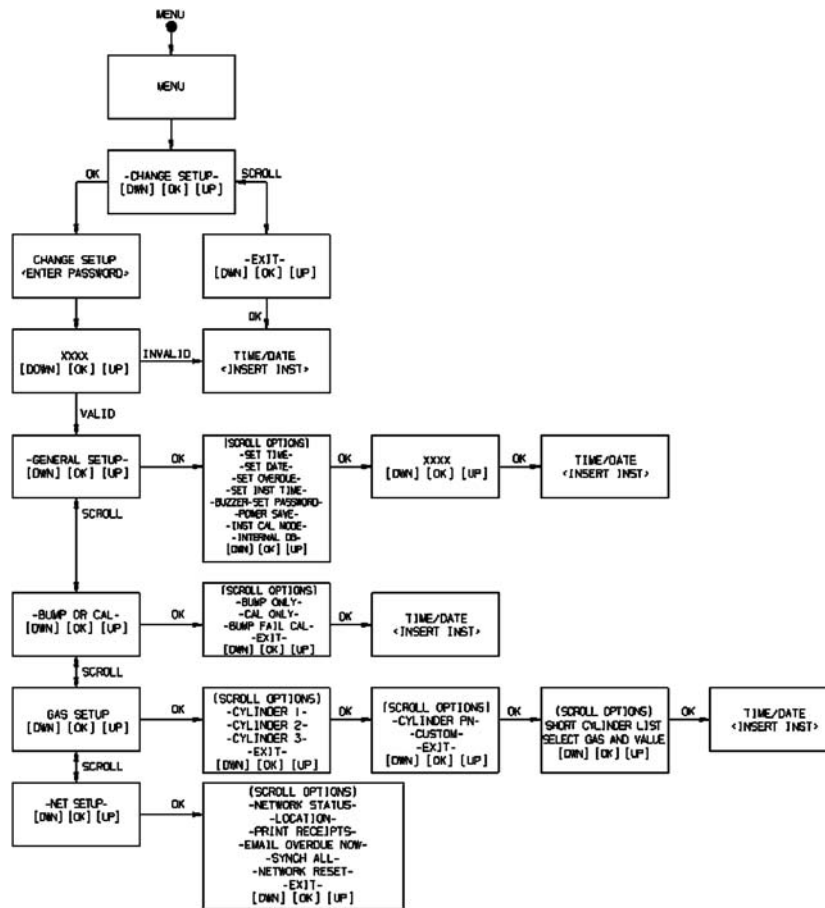 MENU
MENU
OK
-CHANGE SETUP-
[DWN] [OK] [UP]
SCROLL
CHANGE SETUP
<ENTER PASSWORD>
-EXIT-
[DWN] [OK] [UP]
OK
XXXX
[DOWN] [OK] [UP]
INVALID
TIME/DATE
<INSERT INST>
VALID
-GENERAL SETUP-
[DWN] [OK] [UP]
OK
(SCROLL OPTIONS)
-SET TIME-
-SET DATE-
-SET OVERDUE-
-SET INST TIME-
-BUZZER-SET PASSWORD-
-POWER SAVE-
-INST CAL MODE-
-INTERNAL DB-
[DWN] [OK] [UP]
OK
XXXX
[DWN] [OK] [UP]
OK
TIME/DATE
<INSERT INST>
SCROLL
-BUMP OR CAL-
[DWN] [OK] [UP]
OK
(SCROLL OPTIONS)
-BUMP ONLY-
-CAL ONLY-
-BUMP FAIL CAL-
-EXIT-
[DWN] [OK] [UP]
OK
TIME/DATE
<INSERT INST>
SCROLL
GAS SETUP
[DWN] [OK] [UP]
OK
(SCROLL OPTIONS)
-CYLINDER 1-
-CYLINDER 2-
-CYLINDER 3-
-EXIT-
[DWN] [OK] [UP]
OK
(SCROLL OPTIONS)
-CYLINDER PN-
-CUSTOM-
-EXIT-
[DWN] [OK] [UP]
OK
(SCROLL OPTIONS)
SHORT CYLINDER LIST
SELECT GAS AND VALUE
[DWN] [OK] [UP]
OK
TIME/DATE
<INSERT INST>
SCROLL
-NET SETUP-
[DWN] [OK] [UP]
OK
(SCROLL OPTIONS)
-NETWORK STATUS-
-LOCATION-
-PRINT RECEIPTS-
-EMAIL OVERDUE NOW-
-SYNCH ALL-
-NETWORK RESET-
-EXIT-
[DWN] [OK] [UP]